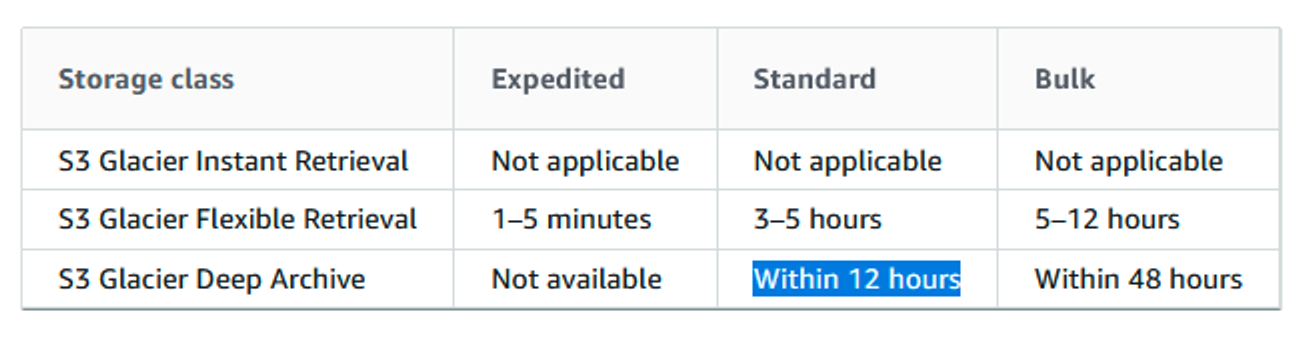 Storage class Expedited Standard Bulk
S3 Glacier Instant Retrieval Not applicable Not applicable Not applicable
S3 Glacier Flexible Retrieval 1–5 minutes 3–5 hours 5–12 hours
S3 Glacier Deep Archive Not available Within 12 hours Within 48 hours